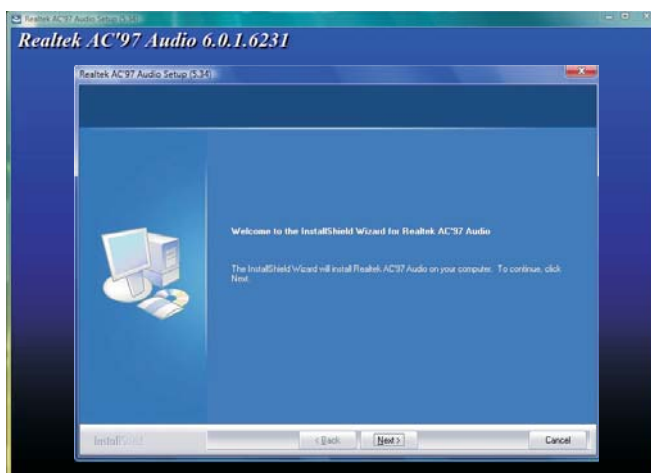 Realtek AC'97 Audio Setup (5.34)
Realtek AC'97 Audio 6.0.1.6231
Realtek AC'97 Audio Setup (5.34)
Welcome to the InstallShield Wizard for Realtek AC'97 Audio
The InstallShield Wizard will install Realtek AC'97 Audio on your computer. To continue, click
Next.
InstallShield
< Back Next > Cancel